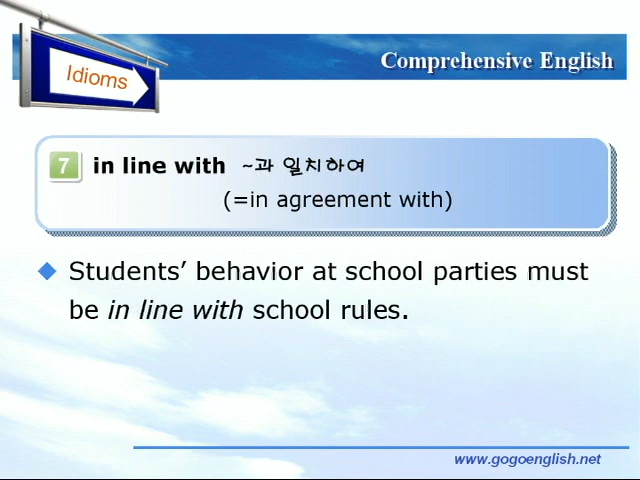 Idioms
Comprehensive English
7 in line with ~과 일치하여
(=in agreement with)
Students’ behavior at school parties must
be in line with school rules.
www.gogoenglish.net